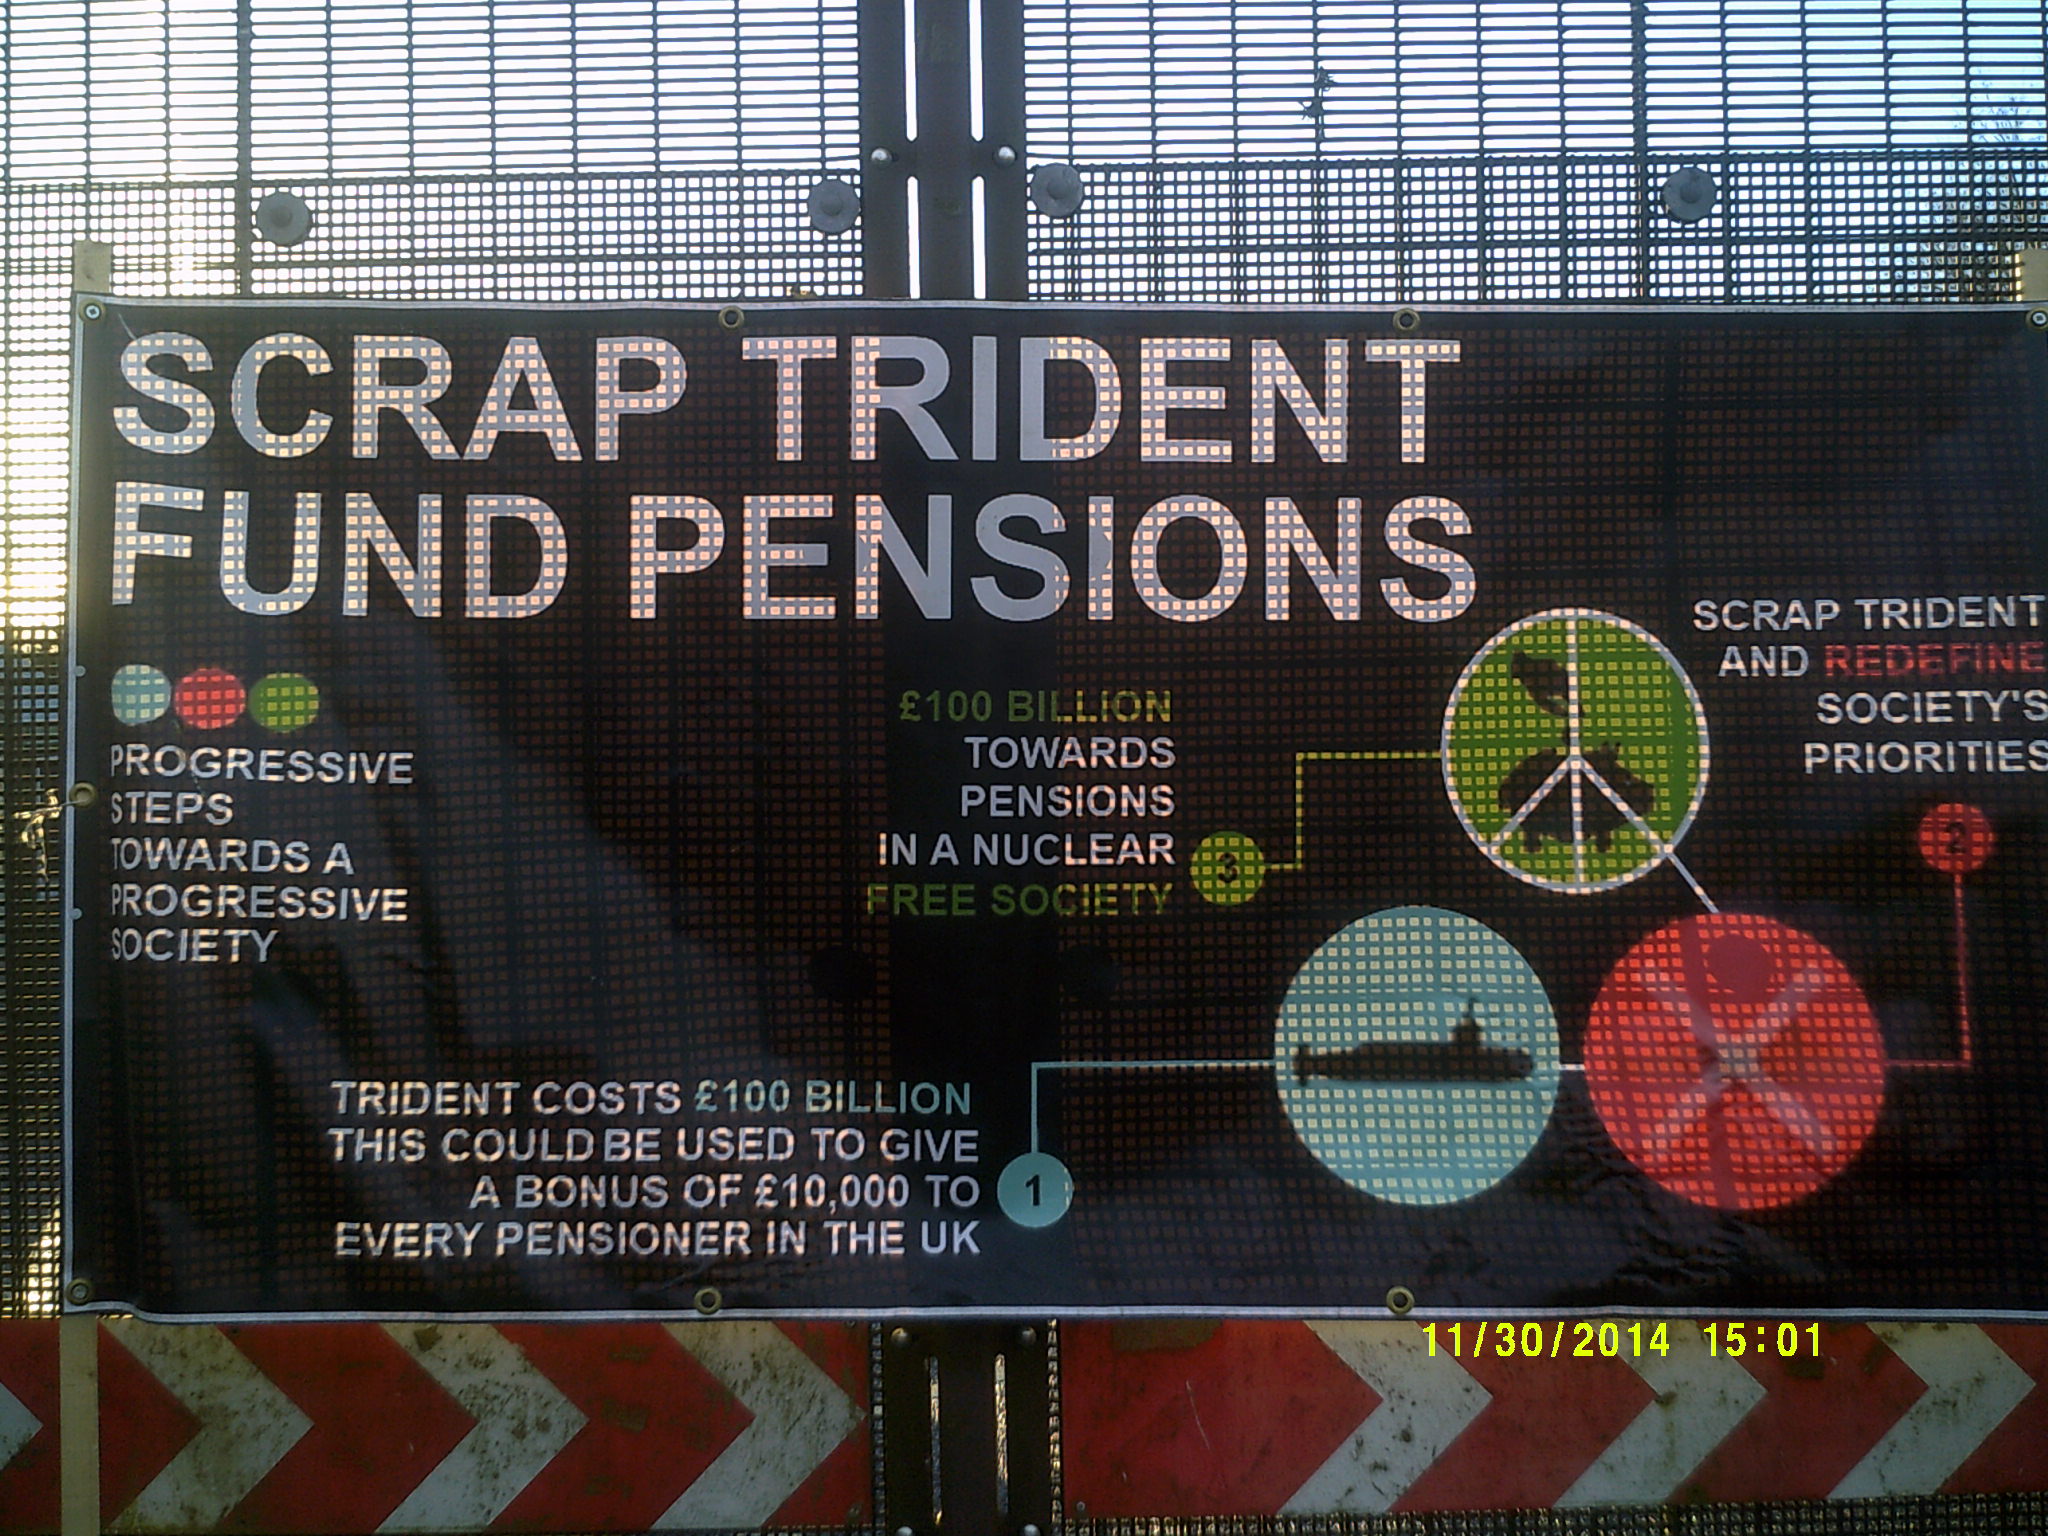 SCRAP TRIDENT
FUND PENSIONS
PROGRESSIVE
STEPS
TOWARDS A
PROGRESSIVE
SOCIETY
£100 BILLION
TOWARDS
PENSIONS
IN A NUCLEAR
FREE SOCIETY
3
SCRAP TRIDENT
AND REDEFINE
SOCIETY'S
PRIORITIES
2
TRIDENT COSTS £100 BILLION
THIS COULD BE USED TO GIVE
A BONUS OF £10,000 TO
EVERY PENSIONER IN THE UK
1
11/30/2014 15:01